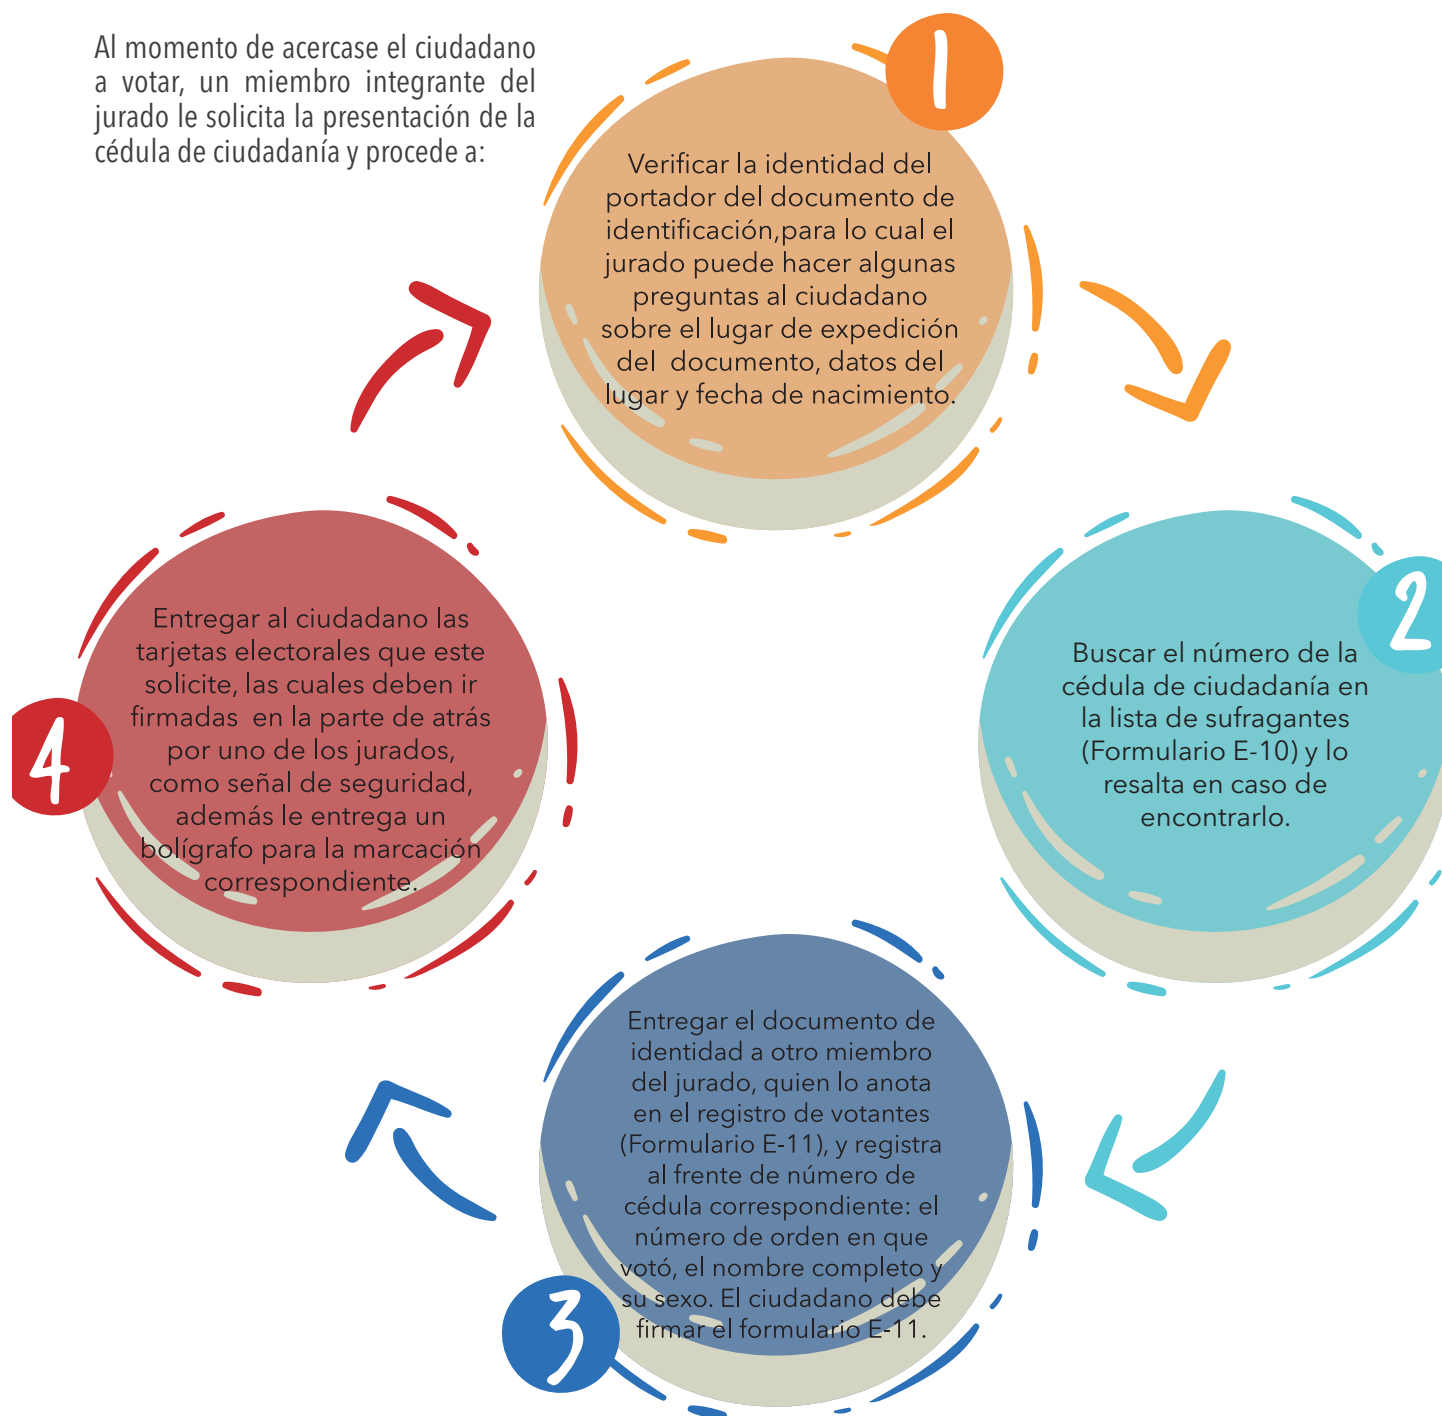 Al momento de acercase el ciudadano
a votar, un miembro integrante del
jurado le solicita la presentación de la
cédula de ciudadanía y procede a:
1
Verificar la identidad del
portador del documento de
identificación,para lo cual el
jurado puede hacer algunas
preguntas al ciudadano
sobre el lugar de expedición
del documento, datos del
lugar y fecha de nacimiento.
2
Buscar el número de la
cédula de ciudadanía en
la lista de sufragantes
(Formulario E-10) y lo
resalta en caso de
encontrarlo.
3
Entregar el documento de
identidad a otro miembro
del jurado, quien lo anota
en el registro de votantes
(Formulario E-11), y registra
al frente de número de
cédula correspondiente: el
número de orden en que
votó, el nombre completo y
su sexo. El ciudadano debe
firmar el formulario E-11.
4
Entregar al ciudadano las
tarjetas electorales que este
solicite, las cuales deben ir
firmadas en la parte de atrás
por uno de los jurados,
como señal de seguridad,
además le entrega un
bolígrafo para la marcación
correspondiente.